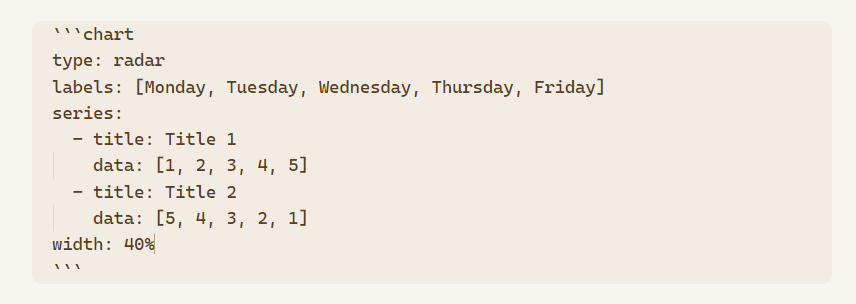 ```chart
type: radar
labels: [Monday, Tuesday, Wednesday, Thursday, Friday]
series:
  - title: Title 1
    data: [1, 2, 3, 4, 5]
  - title: Title 2
    data: [5, 4, 3, 2, 1]
width: 40%
```